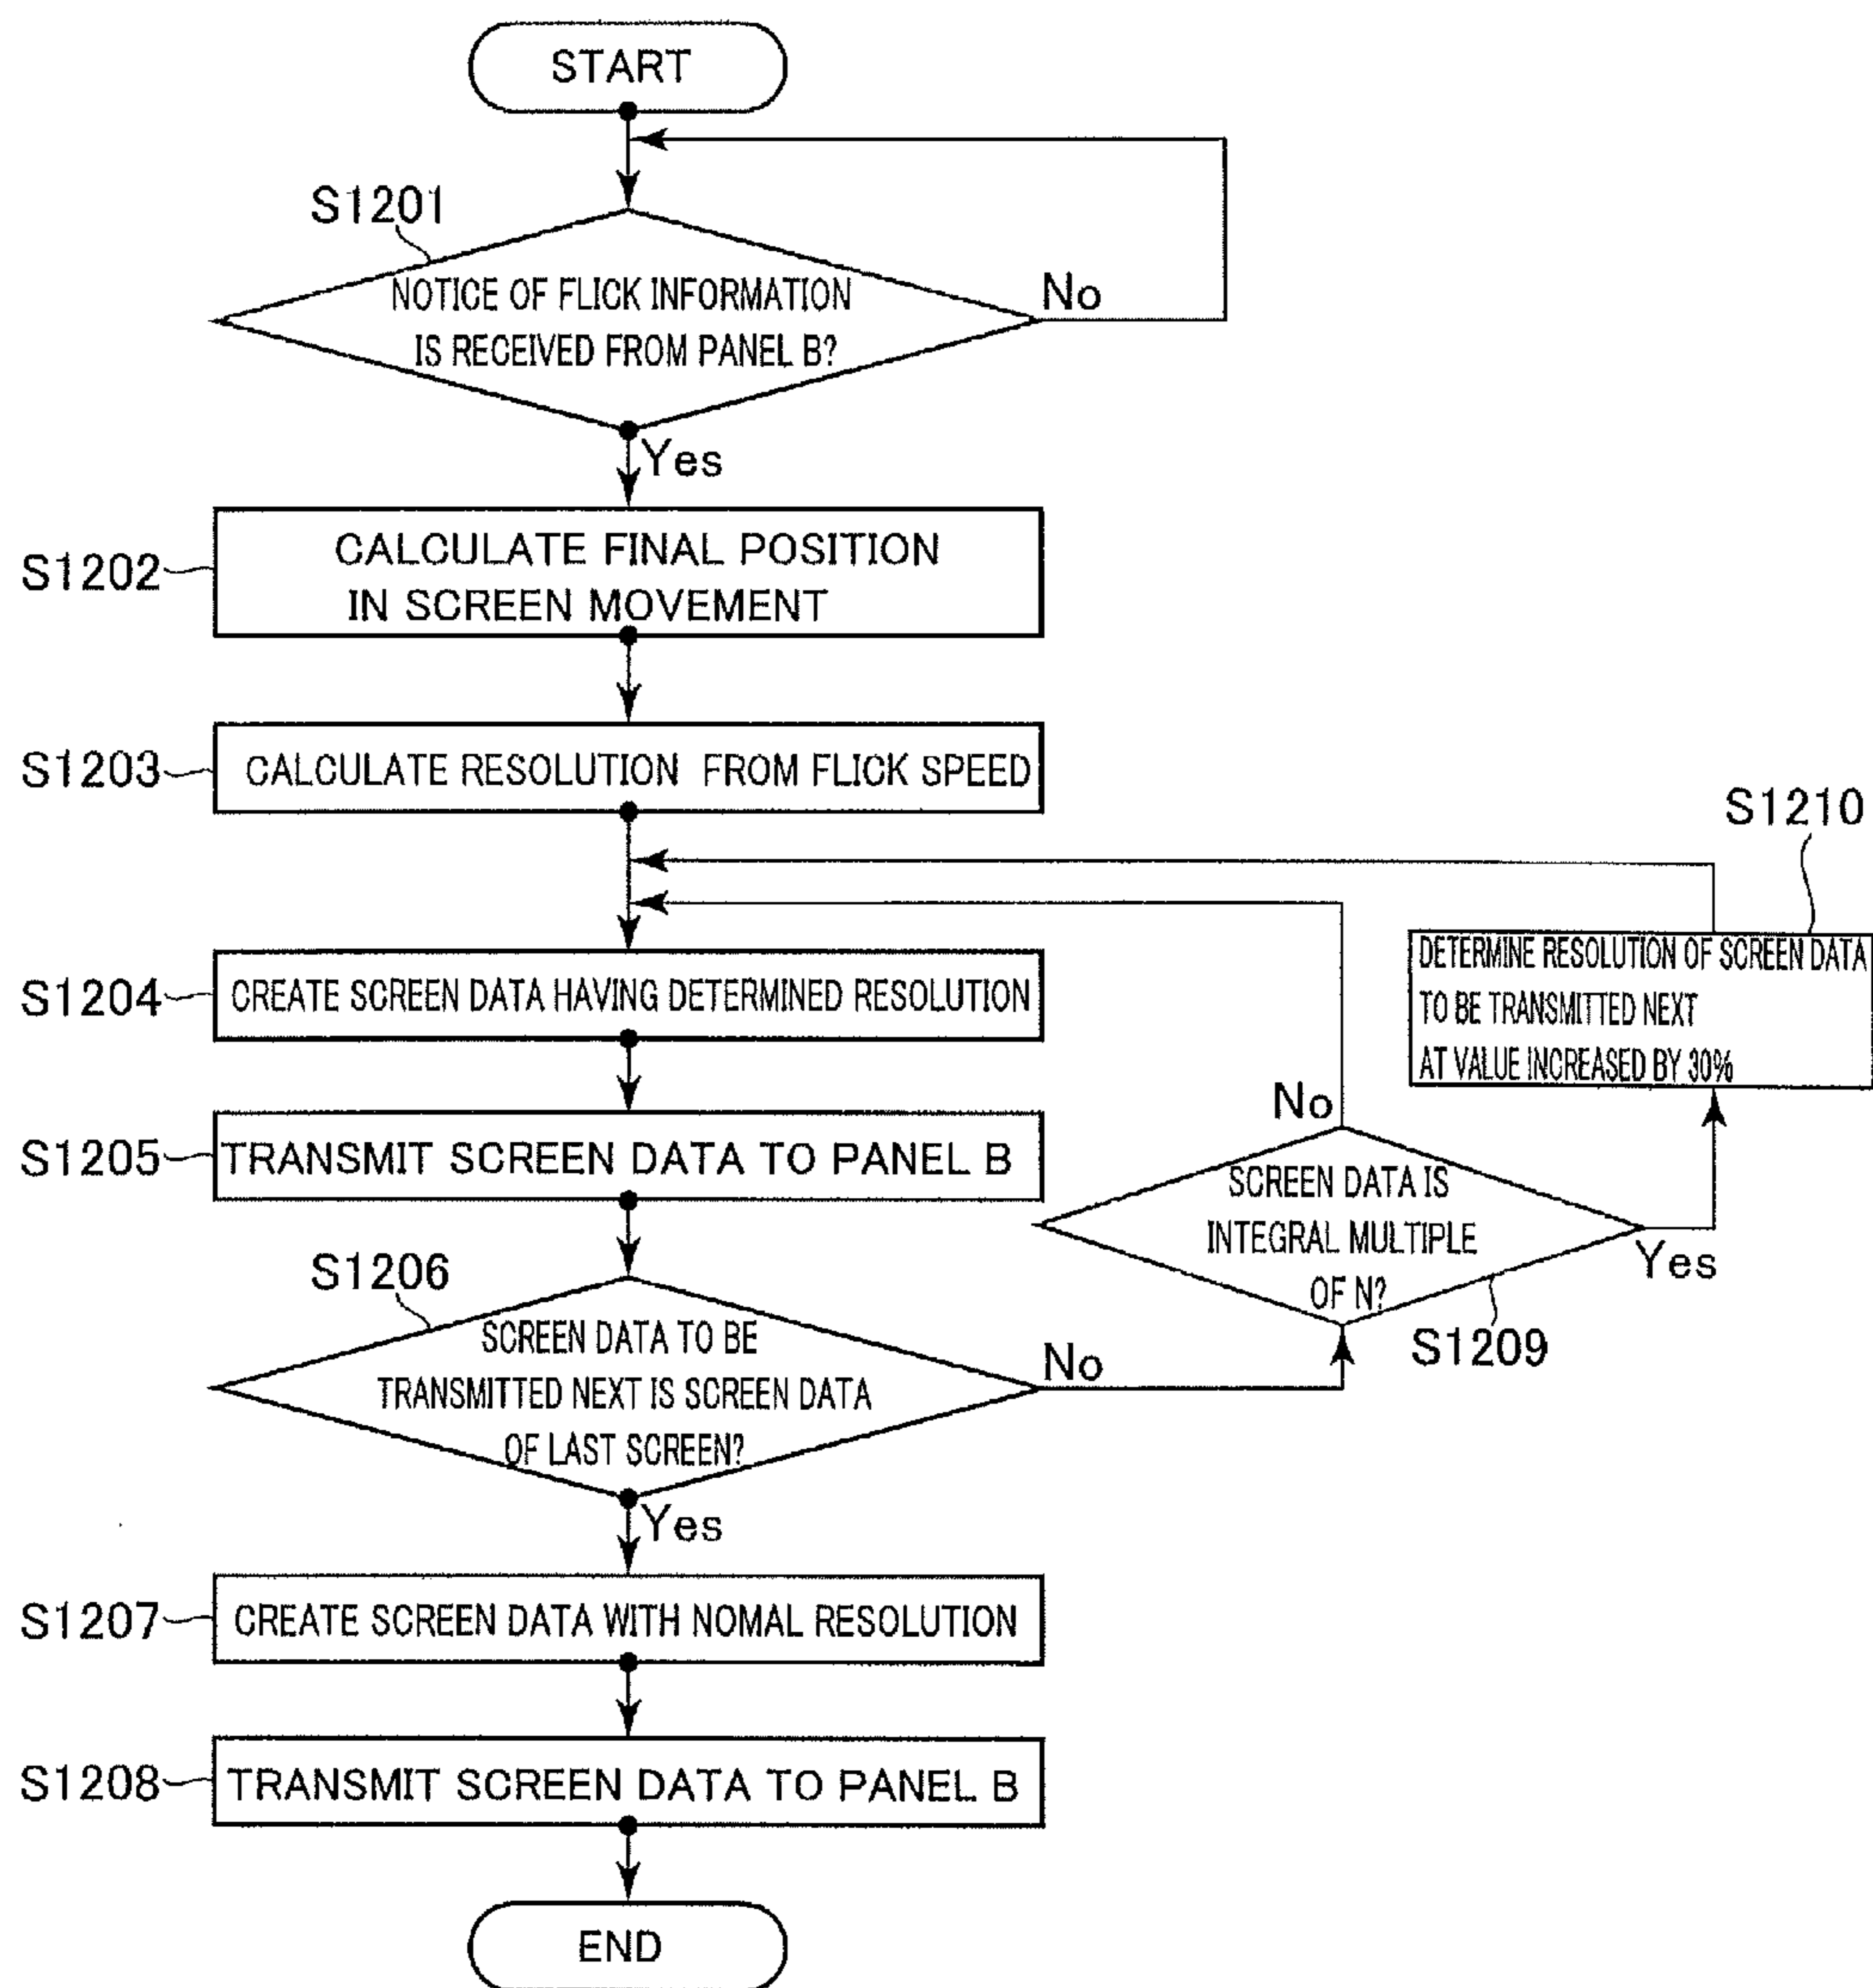 START
S1201
NOTICE OF FLICK INFORMATION
IS RECEIVED FROM PANEL B?
No
Yes
S1202
CALCULATE FINAL POSITION
IN SCREEN MOVEMENT
S1203
CALCULATE RESOLUTION FROM FLICK SPEED
S1210
DETERMINE RESOLUTION OF SCREEN DATA
TO BE TRANSMITTED NEXT
AT VALUE INCREASED BY 30%
S1204
CREATE SCREEN DATA HAVING DETERMINED RESOLUTION
No
S1205
TRANSMIT SCREEN DATA TO PANEL B
SCREEN DATA IS
INTEGRAL MULTIPLE
OF N?
Yes
S1209
S1206
SCREEN DATA TO BE
TRANSMITTED NEXT IS SCREEN DATA
OF LAST SCREEN?
No
Yes
S1207
CREATE SCREEN DATA WITH NOMAL RESOLUTION
S1208
TRANSMIT SCREEN DATA TO PANEL B
END